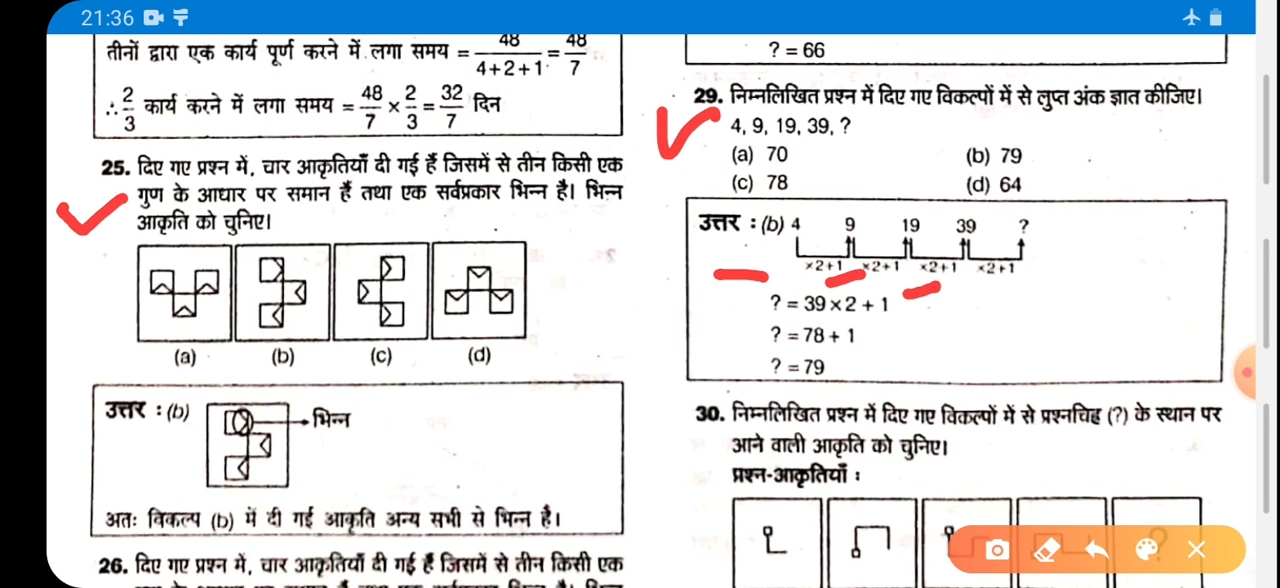 21:36
तीनों द्वारा एक कार्य पूर्ण करने में लगा समय = 48/4+2+1 = 48/7
∴ 2/3 कार्य करने में लगा समय = 48/7 × 2/3 = 32/7 दिन
25. दिए गए प्रश्न में, चार आकृतियाँ दी गई हैं जिसमें से तीन किसी एक
गुण के आधार पर समान हैं तथा एक सर्वप्रकार भिन्न है। भिन्न
आकृति को चुनिए।
(a) (b) (c) (d)
उत्तर : (b) भिन्न
अतः विकल्प (b) में दी गई आकृति अन्य सभी से भिन्न है।
26. दिए गए प्रश्न में, चार आकृतियाँ दी गई हैं जिसमें से तीन किसी एक
? = 66
29. निम्नलिखित प्रश्न में दिए गए विकल्पों में से लुप्त अंक ज्ञात कीजिए।
4, 9, 19, 39, ?
(a) 70 (b) 79
(c) 78 (d) 64
उत्तर : (b) 4 9 19 39 ?
×2+1 ×2+1 ×2+1 ×2+1
? = 39 × 2 + 1
? = 78 + 1
? = 79
30. निम्नलिखित प्रश्न में दिए गए विकल्पों में से प्रश्नचिह्न (?) के स्थान पर
आने वाली आकृति को चुनिए।
प्रश्न-आकृतियाँ :
?